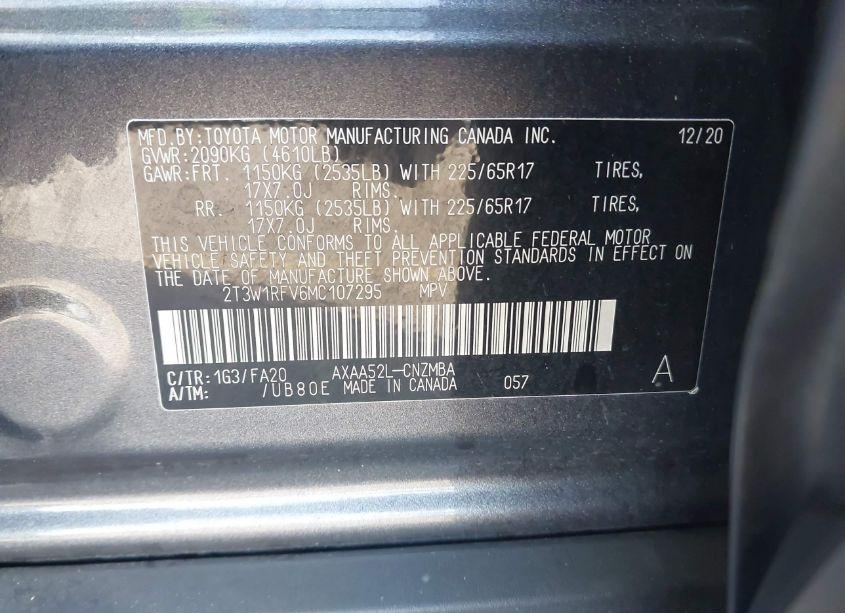 MFD.BY:TOYOTA MOTOR MANUFACTURING CANADA INC. 12/20
GVWR:2090KG (4610LB)
GAWR:FRT. 1150KG (2535LB) WITH 225/65R17 TIRES,
17X7.0J RIMS.
RR. 1150KG (2535LB) WITH 225/65R17 TIRES,
17X7.0J RIMS.
THIS VEHICLE CONFORMS TO ALL APPLICABLE FEDERAL MOTOR
VEHICLE SAFETY AND THEFT PREVENTION STANDARDS IN EFFECT ON
THE DATE OF MANUFACTURE SHOWN ABOVE.
2T3W1RFV6MC107295 MPV
C/TR: 1G3/FA20 AXAA52L-CNZMBA A
A/TM: /UB80E MADE IN CANADA 057